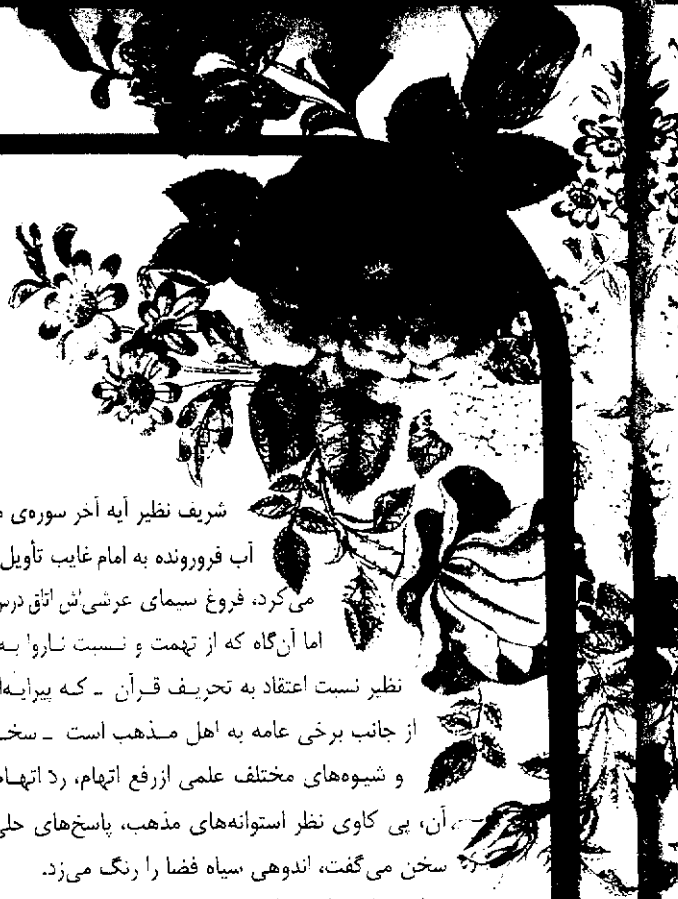 شریف نظیر آیه آخر سوره‌ی
آب فرورونده به امام غایب تأویل
می‌کرد، فروغ سیمای عرشی‌اش اتاق درس
اما آن‌گاه که از تهمت و نسبت ناروا به
نظیر نسبت اعتقاد به تحریف قرآن ـ که پیرایه‌ا
از جانب برخی عامه به اهل مذهب است ـ سخ
و شیوه‌های مختلف علمی ازرفع اتهام، ردّ اتها
آن، پی کاوی نظر استوانه‌های مذهب، پاسخ‌های حلی
سخن می‌گفت، اندوهی سیاه فضا را رنگ می‌زد.